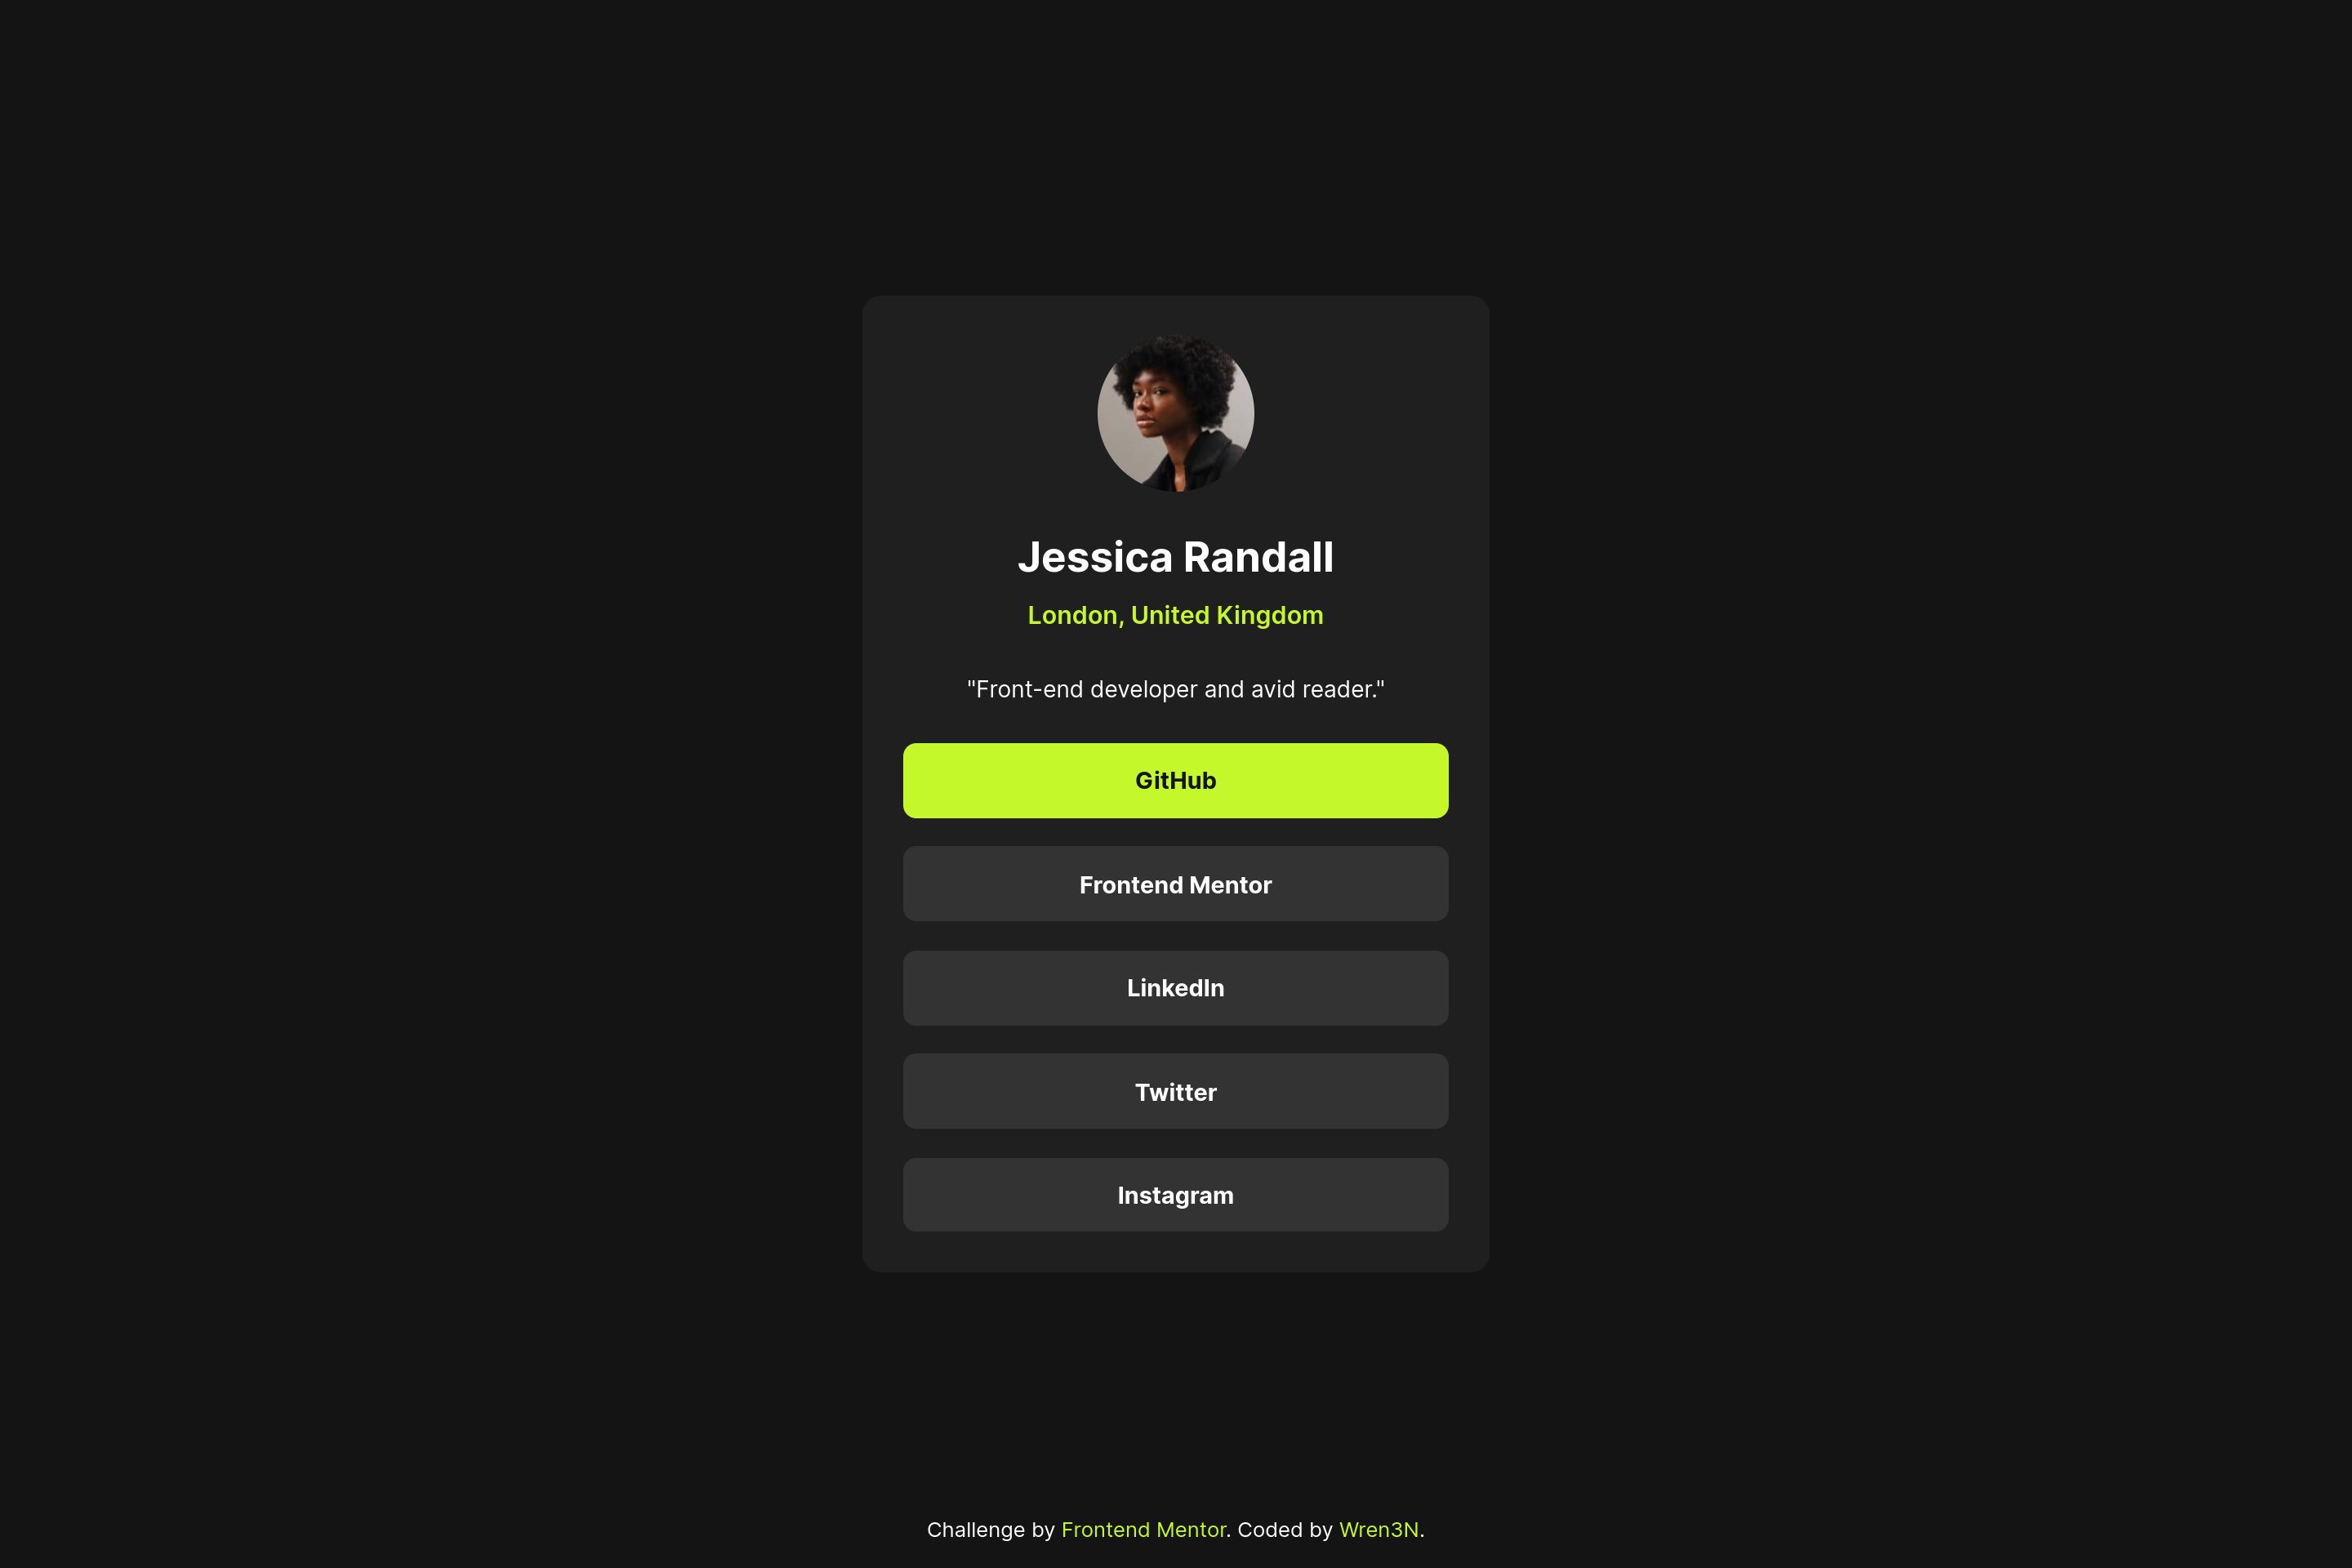 Jessica Randall
London, United Kingdom
"Front-end developer and avid reader."
GitHub
Frontend Mentor
LinkedIn
Twitter
Instagram
Challenge by Frontend Mentor. Coded by Wren3N.